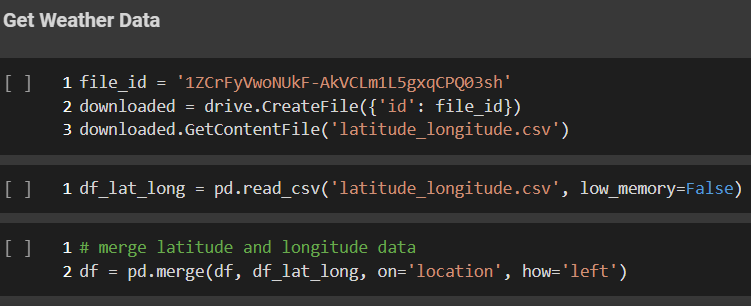 Get Weather Data
[ ] 1 file_id = '1ZCrFyVwoNUkF-AkVCLm1L5gxqCPQ03sh'
2 downloaded = drive.CreateFile({'id': file_id})
3 downloaded.GetContentFile('latitude_longitude.csv')
[ ] 1 df_lat_long = pd.read_csv('latitude_longitude.csv', low_memory=False)
[ ] 1 # merge latitude and longitude data
2 df = pd.merge(df, df_lat_long, on='location', how='left')